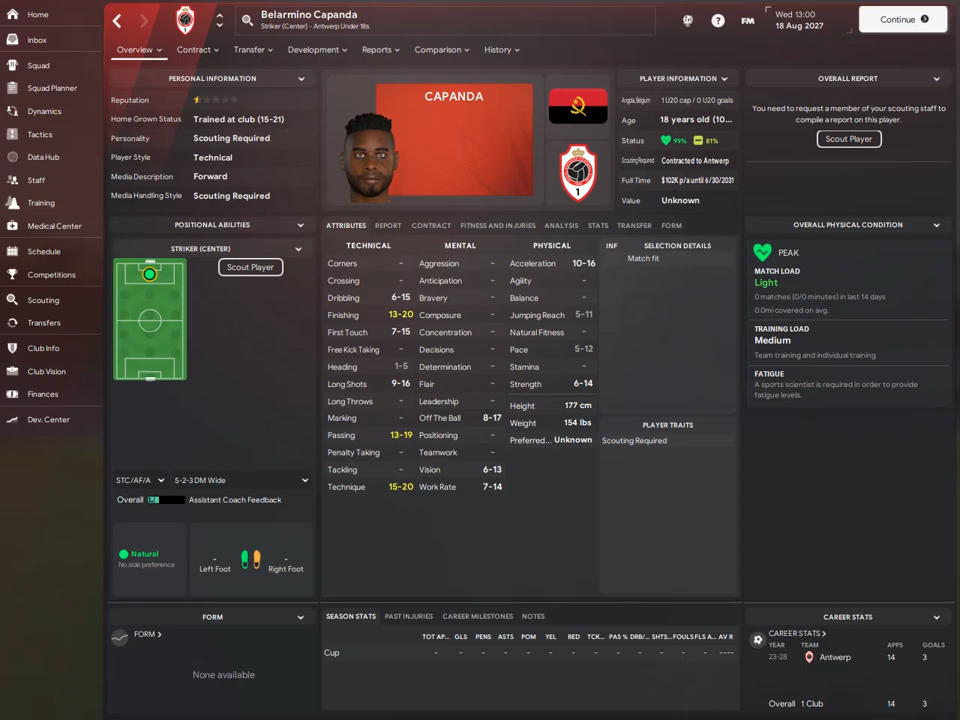 Home
Belarmino Capanda
Striker (Center) - Antwerp Under 18s
FM
Wed 13:00
18 Aug 2027
Continue
Inbox
Overview
Contract
Transfer
Development
Reports
Comparison
History
Squad
Squad Planner
Dynamics
Tactics
Data Hub
Staff
Training
Medical Center
Schedule
Competitions
Scouting
Transfers
Club Info
Club Vision
Finances
Dev. Center
PERSONAL INFORMATION
Reputation
Home Grown Status Trained at club (15-21)
Personality Scouting Required
Player Style Technical
Media Description Forward
Media Handling Style Scouting Required
CAPANDA
1
PLAYER INFORMATION
Angola, Belgium 1 U20 cap / 0 U20 goals
Age 18 years old (10...
Status 99% 81%
Scouting Required Contracted to Antwerp
Full Time $102K p/a until 6/30/2031
Value Unknown
OVERALL REPORT
You need to request a member of your scouting staff to
compile a report on this player.
Scout Player
POSITIONAL ABILITIES
STRIKER (CENTER)
Scout Player
STC/AF/A 5-2-3 DM Wide
Overall Assistant Coach Feedback
Natural
No side preference
- -
Left Foot Right Foot
ATTRIBUTES REPORT CONTRACT FITNESS AND INJURIES ANALYSIS STATS TRANSFER FORM
TECHNICAL
Corners -
Crossing -
Dribbling 6-15
Finishing 13-20
First Touch 7-15
Free Kick Taking -
Heading 1-5
Long Shots 9-16
Long Throws -
Marking -
Passing 13-19
Penalty Taking -
Tackling -
Technique 15-20
MENTAL
Aggression -
Anticipation -
Bravery -
Composure -
Concentration -
Decisions -
Determination -
Flair -
Leadership -
Off The Ball 8-17
Positioning -
Teamwork -
Vision 6-13
Work Rate 7-14
PHYSICAL
Acceleration 10-16
Agility -
Balance -
Jumping Reach 5-11
Natural Fitness -
Pace 5-12
Stamina -
Strength 6-14
Height 177 cm
Weight 154 lbs
Preferred... Unknown
INF SELECTION DETAILS
Match fit
PLAYER TRAITS
Scouting Required
OVERALL PHYSICAL CONDITION
PEAK
MATCH LOAD
Light
0 matches (0/0 minutes) in last 14 days
0.0mi covered on avg.
TRAINING LOAD
Medium
Team training and individual training
FATIGUE
A sports scientist is required in order to provide
fatigue levels.
FORM
FORM
None available
SEASON STATS PAST INJURIES CAREER MILESTONES NOTES
TOT AP... GLS PENS ASTS POM YEL RED TCK... PAS % DRB/... SHTS... FOULS FLS A... AV R
Cup - - - - - - - - - - - - - ----
CAREER STATS
CAREER STATS
YEAR TEAM APPS GOALS
23-28 Antwerp 14 3
Overall 1 Club 14 3